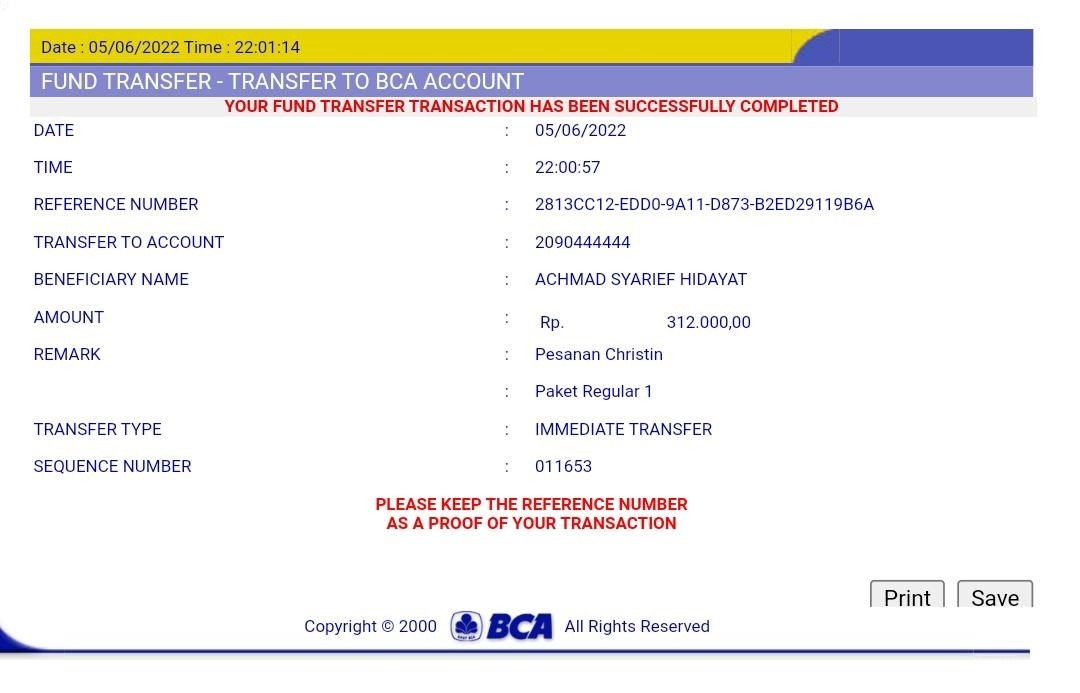 Date : 05/06/2022 Time : 22:01:14
FUND TRANSFER - TRANSFER TO BCA ACCOUNT
YOUR FUND TRANSFER TRANSACTION HAS BEEN SUCCESSFULLY COMPLETED
DATE : 05/06/2022
TIME : 22:00:57
REFERENCE NUMBER : 2813CC12-EDD0-9A11-D873-B2ED29119B6A
TRANSFER TO ACCOUNT : 2090444444
BENEFICIARY NAME : ACHMAD SYARIEF HIDAYAT
AMOUNT : Rp. 312.000,00
REMARK : Pesanan Christin
: Paket Regular 1
TRANSFER TYPE : IMMEDIATE TRANSFER
SEQUENCE NUMBER : 011653
PLEASE KEEP THE REFERENCE NUMBER
AS A PROOF OF YOUR TRANSACTION
Print Save
Copyright © 2000 BCA All Rights Reserved